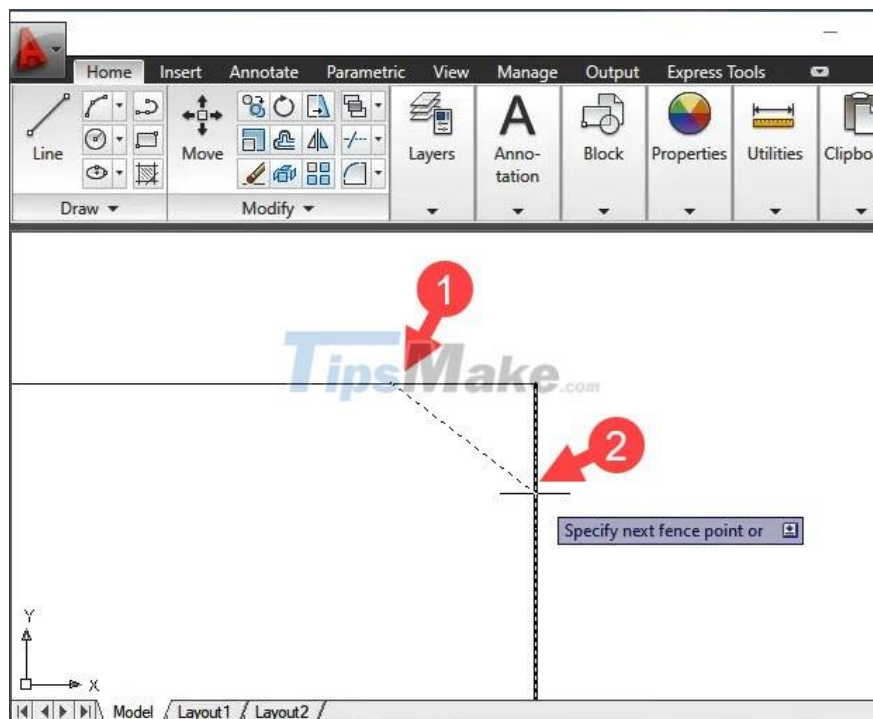 Home Insert Annotate Parametric View Manage Output Express Tools
Line
Move
Layers
Anno-
tation
Block
Properties
Utilities
Draw
Modify
1
TipsMake.com
2
Specify next fence point or
Y
X
Model Layout1 Layout2